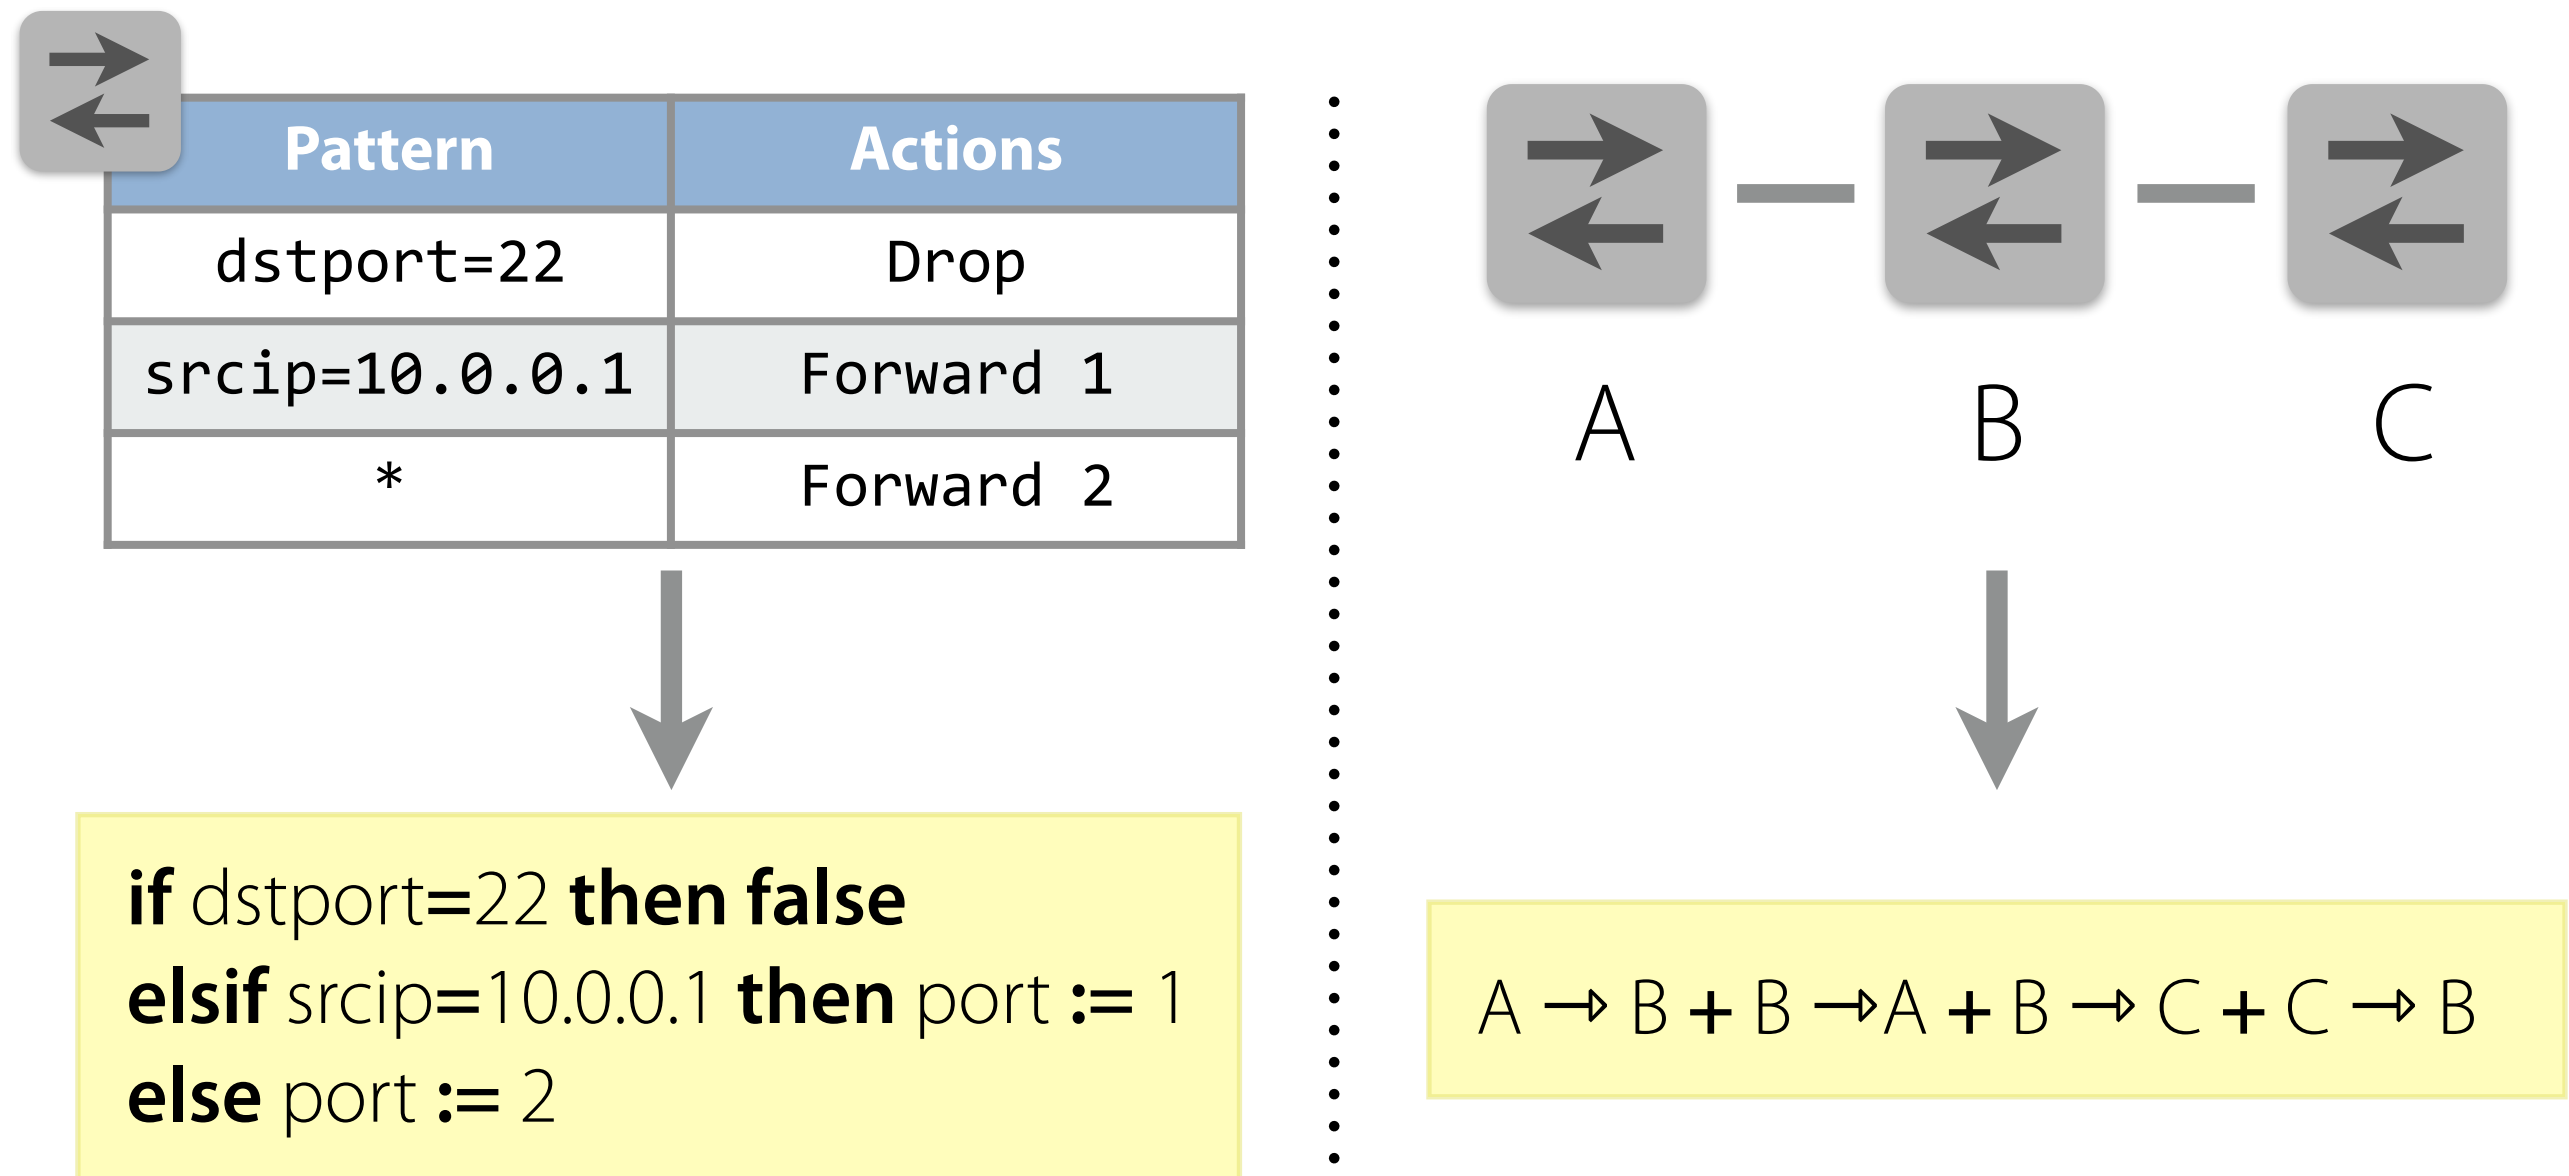 Pattern Actions
dstport=22 Drop
srcip=10.0.0.1 Forward 1
* Forward 2
if dstport=22 then false
elsif srcip=10.0.0.1 then port := 1
else port := 2
A B C
A → B + B → A + B → C + C → B